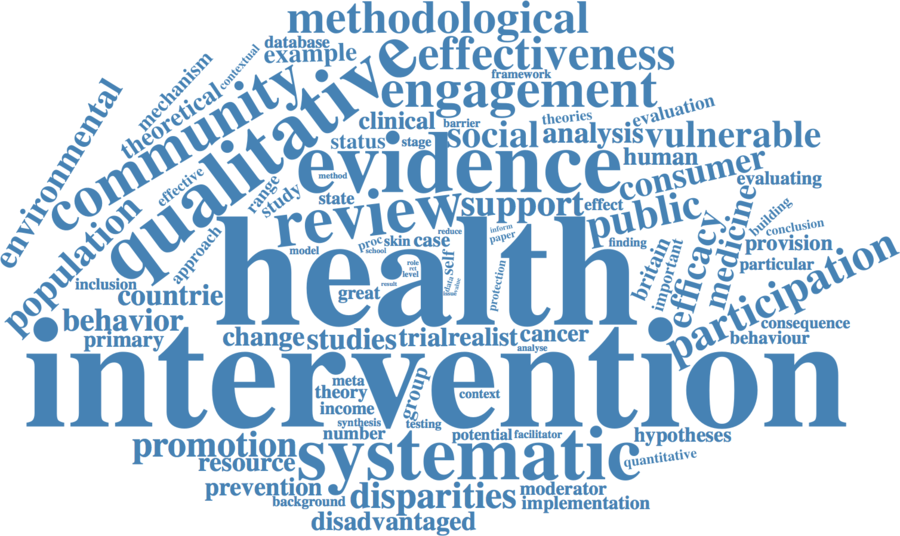 methodological
database
example
effectiveness
framework
qualitative
contextual
mechanism
theoretical
community
environmental
engagement
clinical
barrier
theories
evaluation
status
stage
social
analysis
vulnerable
evidence
method
human
consumer
evaluating
effective
range
study
state
review
support
effect
public
population
approach
model
proc
school
skin
case
reduce
inform
paper
finding
building
conclusion
provision
particular
medicine
efficacy
important
britain
participation
inclusion
countrie
health
role
ret
level
result
self
data
issue
value
protection
great
behavior
primary
change
studies
trial
realist
cancer
analyse
consequence
behaviour
intervention
meta
theory
income
synthesis
number
group
testing
context
potential
facilitator
hypotheses
promotion
resource
systematic
quantitative
prevention
background
disparities
moderator
implementation
disadvantaged